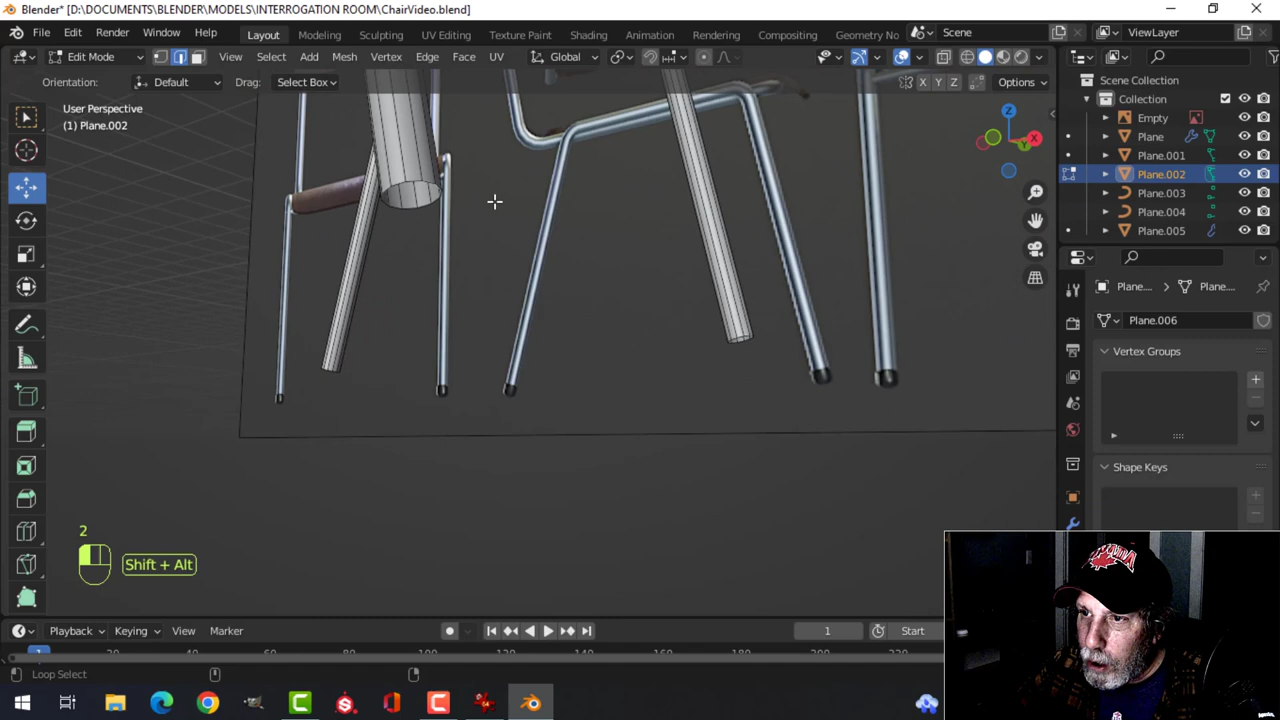 Blender* [D:\DOCUMENTS\BLENDER\MODELS\INTERROGATION ROOM\ChairVideo.blend]
File Edit Render Window Help Layout Modeling Sculpting UV Editing Texture Paint Shading Animation Rendering Compositing Geometry No Scene ViewLayer
Edit Mode View Select Add Mesh Vertex Edge Face UV Global
Orientation: Default Drag: Select Box X Y Z Options
User Perspective
(1) Plane.002
Z
X
Y
Scene Collection
Collection
Empty
Plane
Plane.001
Plane.002
Plane.003
Plane.004
Plane.005
Plane.... Plane....
Plane.006
Vertex Groups
Shape Keys
2
Shift + Alt
Playback Keying View Marker 1 Start
Loop Select